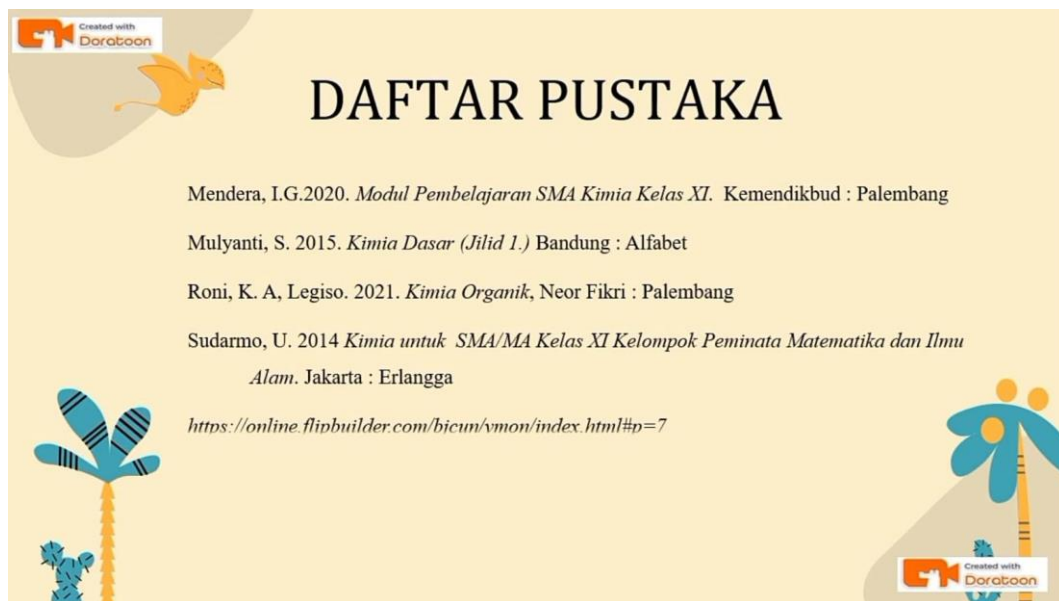 Created with
Doratoon
DAFTAR PUSTAKA
Mendera, I.G.2020. Modul Pembelajaran SMA Kimia Kelas XI. Kemendikbud : Palembang
Mulyanti, S. 2015. Kimia Dasar (Jilid 1.) Bandung : Alfabet
Roni, K. A, Legiso. 2021. Kimia Organik, Neor Fikri : Palembang
Sudarmo, U. 2014 Kimia untuk SMA/MA Kelas XI Kelompok Peminata Matematika dan Ilmu
Alam. Jakarta : Erlangga
https://online.flipbuilder.com/bjcun/vmon/index.html#p=7
Created with
Doratoon